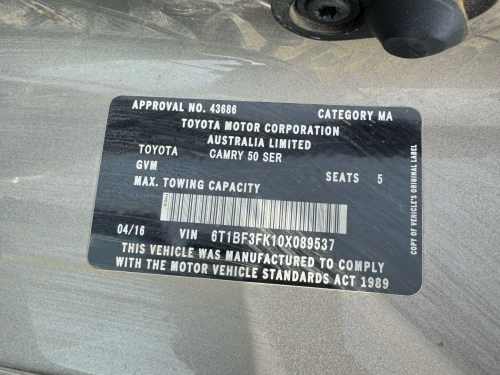 APPROVAL NO. 43686 CATEGORY MA
TOYOTA MOTOR CORPORATION
AUSTRALIA LIMITED
TOYOTA CAMRY 50 SER
GVM SEATS 5
MAX. TOWING CAPACITY
04/16 VIN 6T1BF3FK10X089537
THIS VEHICLE WAS MANUFACTURED TO COMPLY
WITH THE MOTOR VEHICLE STANDARDS ACT 1989
COPY OF VEHICLE'S ORIGINAL LABEL